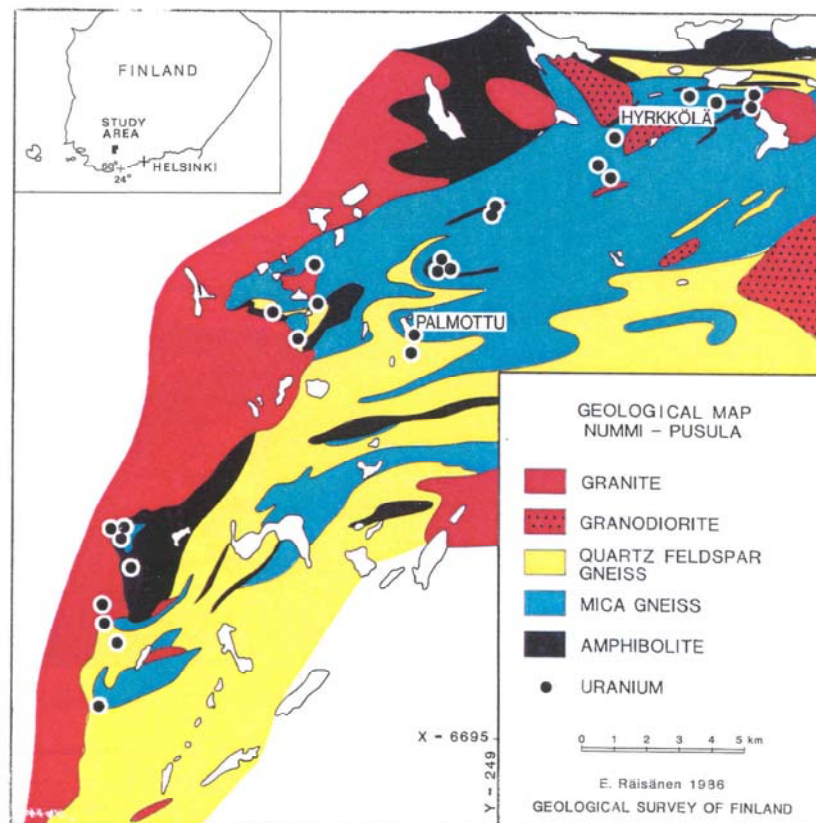 FINLAND
STUDY
AREA
60°
24°
HELSINKI
HYRKKÖLÄ
PALMOTTU
GEOLOGICAL MAP
NUMMI – PUSULA
GRANITE
GRANODIORITE
QUARTZ FELDSPAR
GNEISS
MICA GNEISS
AMPHIBOLITE
URANIUM
0 1 2 3 4 5 km
X – 6695
Y – 249
E. Räisänen 1986
GEOLOGICAL SURVEY OF FINLAND